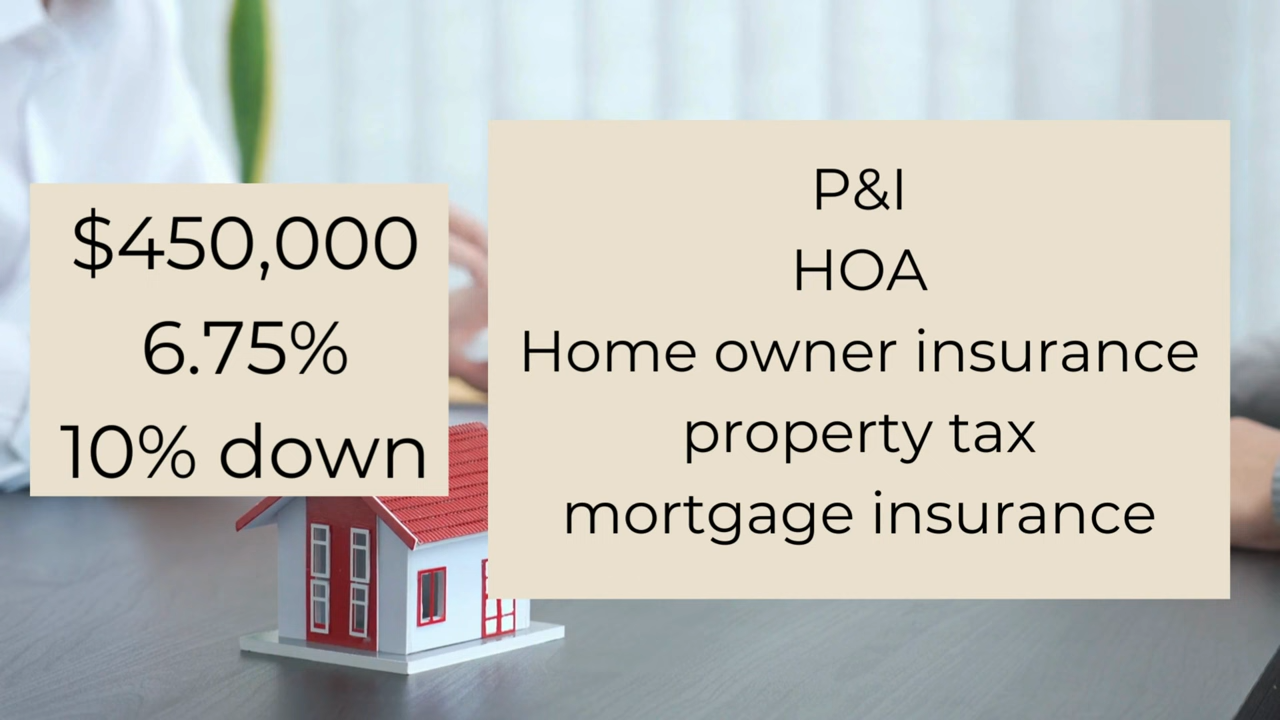 $450,000
6.75%
10% down
P&I
HOA
Home owner insurance
property tax
mortgage insurance